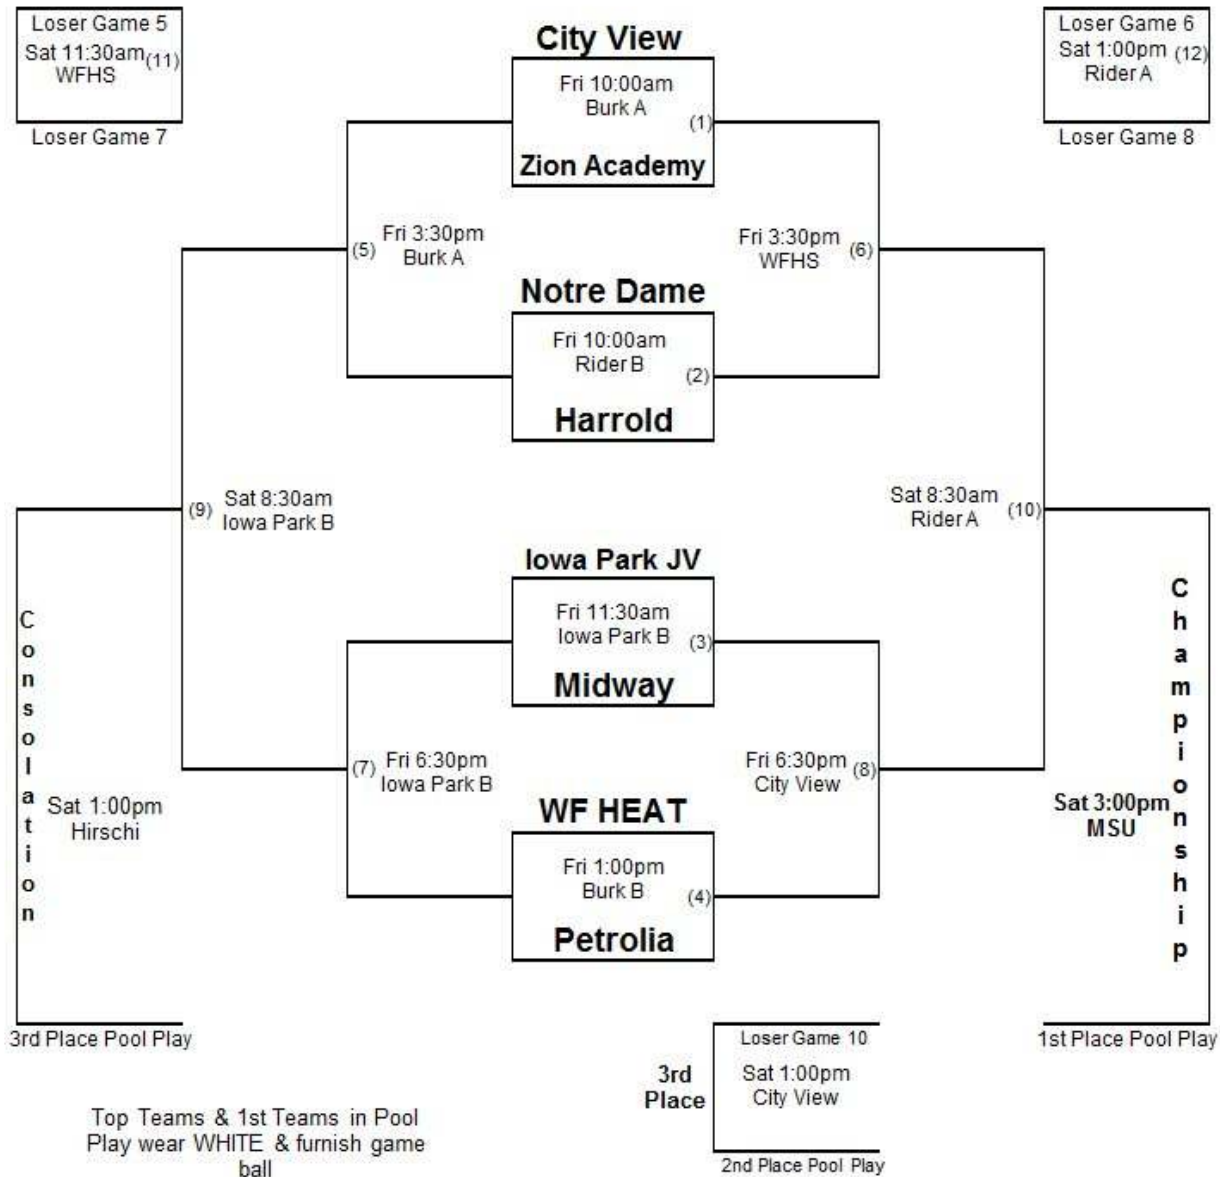 Loser Game 5
Sat 11:30am (11)
WFHS
Loser Game 7
City View
Fri 10:00am
Burk A
(1)
Zion Academy
Loser Game 6
Sat 1:00pm (12)
Rider A
Loser Game 8
(5) Fri 3:30pm
Burk A
Fri 3:30pm (6)
WFHS
Notre Dame
Fri 10:00am
Rider B
(2)
Harrold
(9) Sat 8:30am
Iowa Park B
Sat 8:30am (10)
Rider A
Iowa Park JV
Fri 11:30am
Iowa Park B (3)
Midway
(7) Fri 6:30pm
Iowa Park B
Fri 6:30pm (8)
City View
WF HEAT
Fri 1:00pm
Burk B (4)
Petrolia
Consolation
Sat 1:00pm
Hirschi
3rd Place Pool Play
Championship
Sat 3:00pm
MSU
1st Place Pool Play
Loser Game 10
3rd Place
Sat 1:00pm
City View
2nd Place Pool Play
Top Teams & 1st Teams in Pool
Play wear WHITE & furnish game
ball